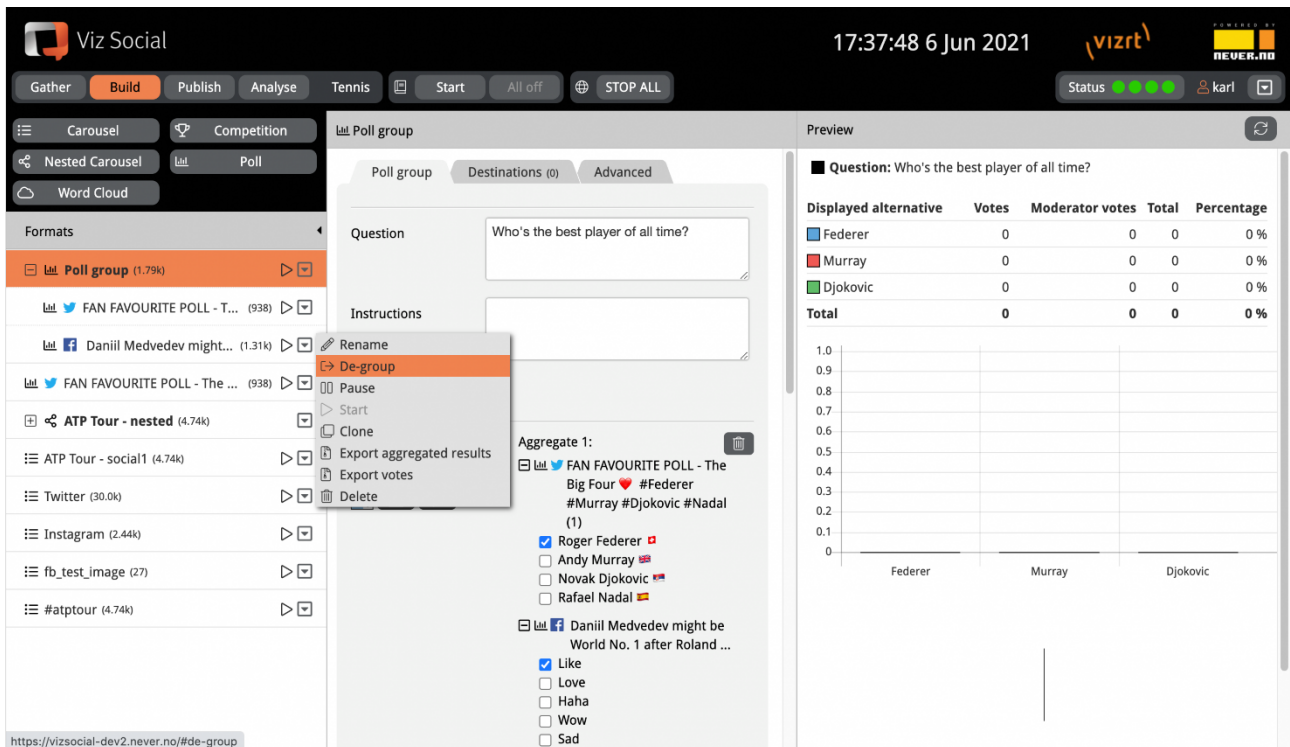 Viz Social
17:37:48 6 Jun 2021
vizrt
POWERED BY
NEVER.NO
Gather Build Publish Analyse Tennis Start All off STOP ALL
Status karl
Carousel Competition
Nested Carousel Poll
Word Cloud
Formats
Poll group (1.79k)
FAN FAVOURITE POLL - T... (938)
Daniil Medvedev might... (1.31k)
FAN FAVOURITE POLL - The ... (938)
ATP Tour - nested (4.74k)
ATP Tour - social1 (4.74k)
Twitter (30.0k)
Instagram (2.44k)
fb_test_image (27)
#atptour (4.74k)
https://vizsocial-dev2.never.no/#de-group
Poll group
Poll group Destinations (0) Advanced
Question Who's the best player of all time?
Instructions
Rename
De-group
Pause
Start
Clone
Export aggregated results
Export votes
Delete
Aggregate 1:
FAN FAVOURITE POLL - The
Big Four ❤️ #Federer
#Murray #Djokovic #Nadal
(1)
Roger Federer 🇨🇭
Andy Murray 🇬🇧
Novak Djokovic 🇷🇸
Rafael Nadal 🇪🇸
Daniil Medvedev might be
World No. 1 after Roland ...
Like
Love
Haha
Wow
Sad
Preview
Question: Who's the best player of all time?
Displayed alternative Votes Moderator votes Total Percentage
Federer 0 0 0 0 %
Murray 0 0 0 0 %
Djokovic 0 0 0 0 %
Total 0 0 0 0 %
1.0
0.9
0.8
0.7
0.6
0.5
0.4
0.3
0.2
0.1
0
Federer Murray Djokovic